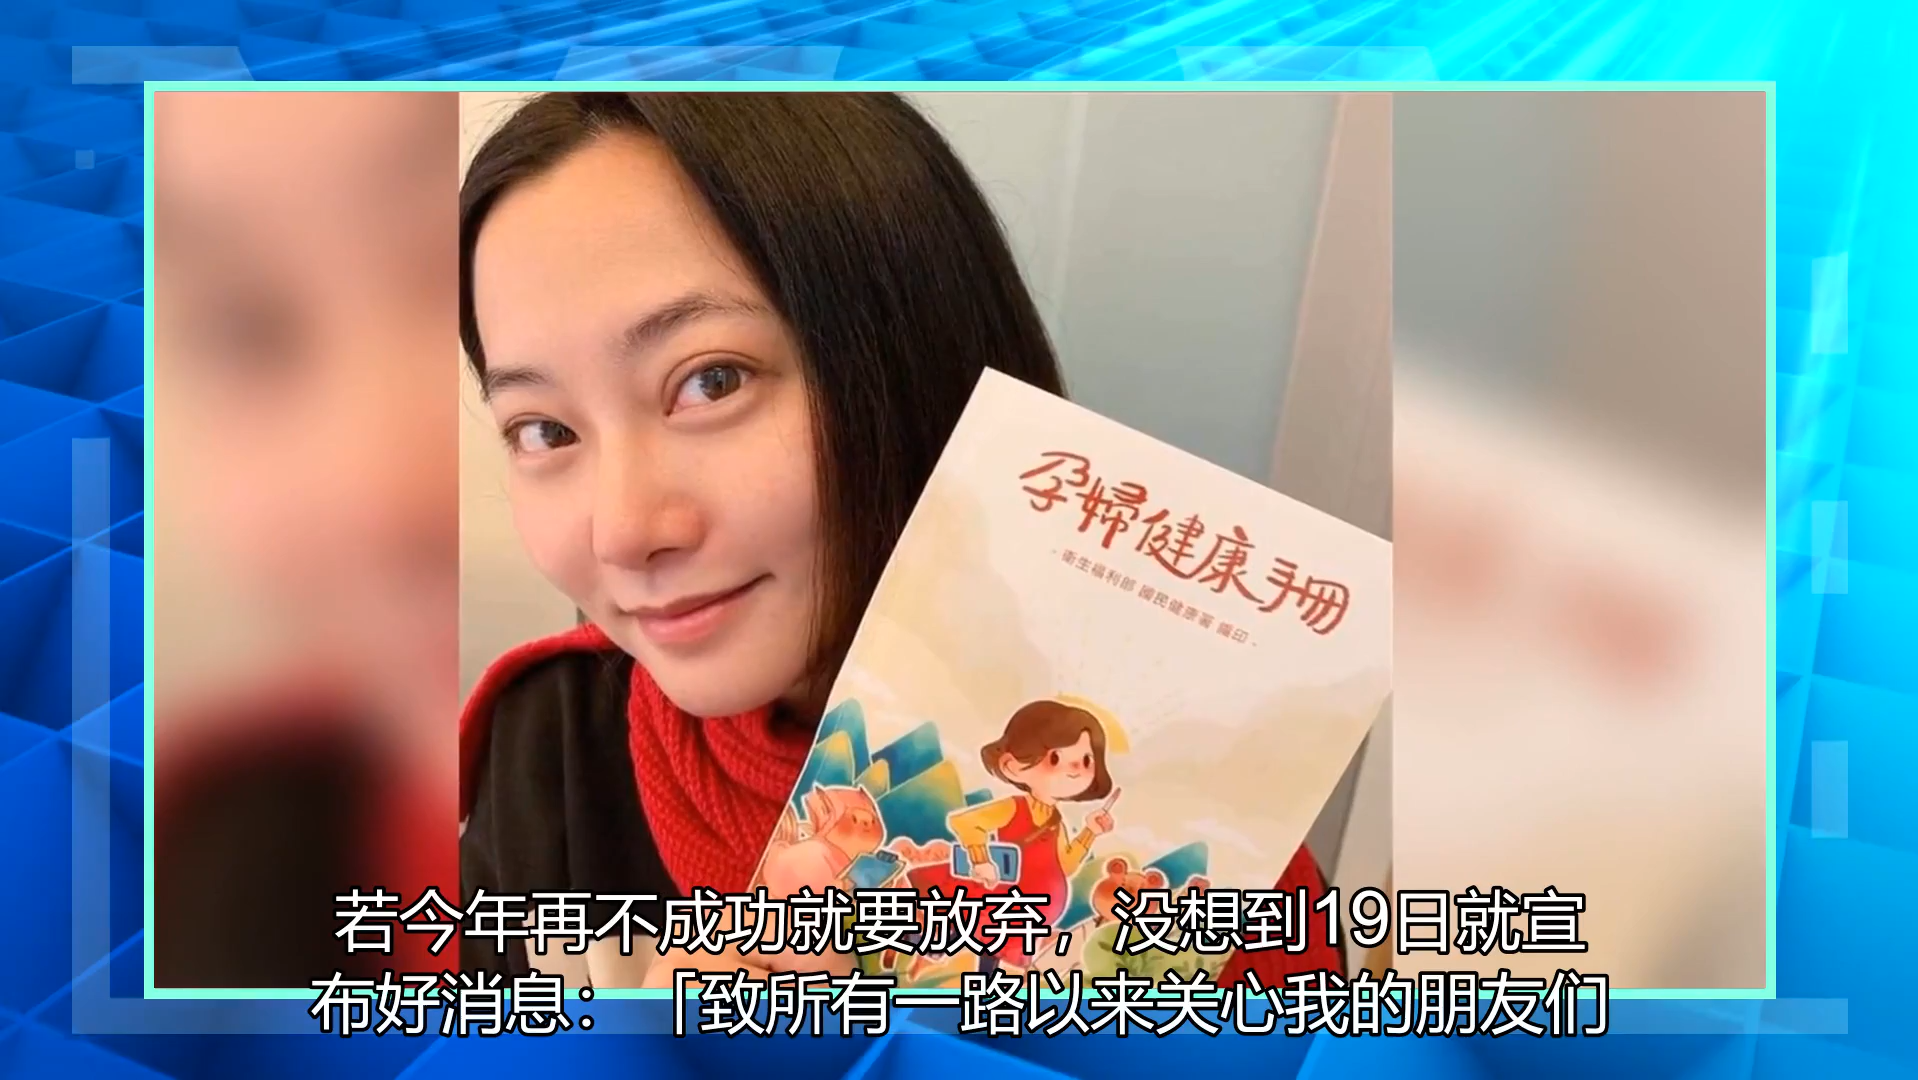 孕婦健康手冊
- 衛生福利部 國民健康署 編印 -
若今年再不成功就要放弃，没想到19日就宣
布好消息：「致所有一路以来关心我的朋友们